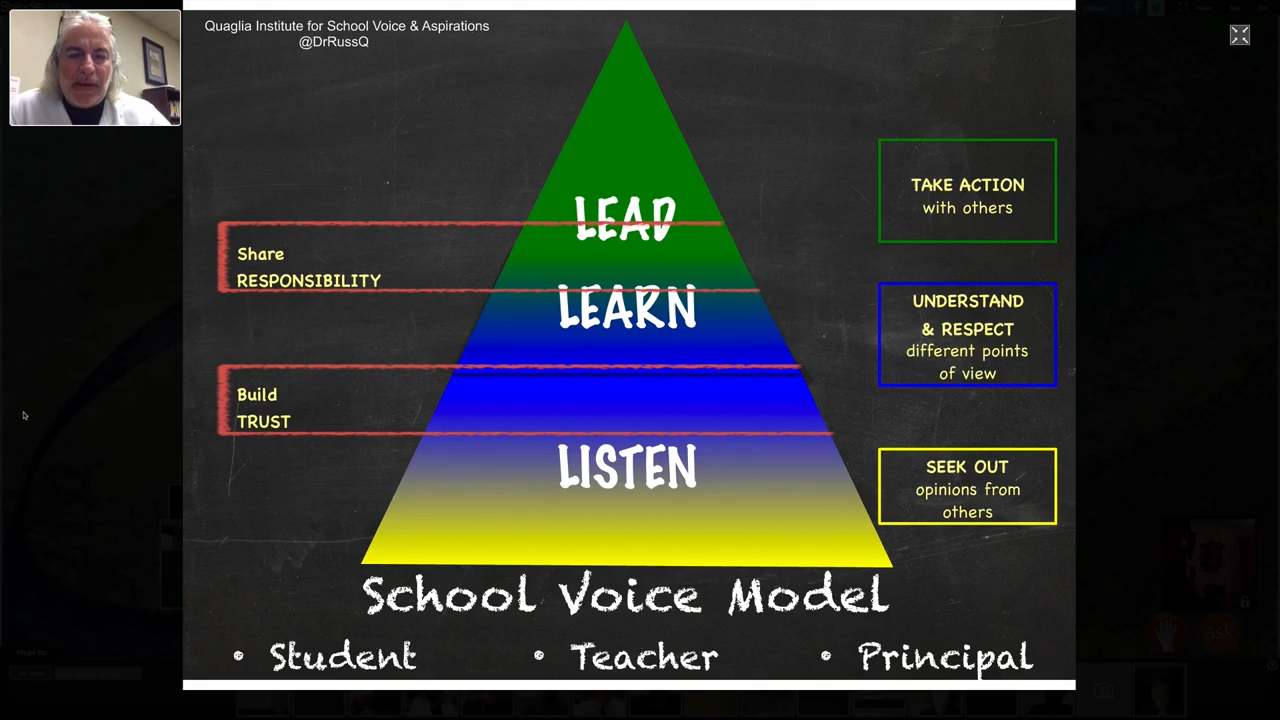 Quaglia Institute for School Voice & Aspirations
@DrRussQ
LEAD
TAKE ACTION
with others
Share
RESPONSIBILITY
LEARN
UNDERSTAND
& RESPECT
different points
of view
Build
TRUST
LISTEN
SEEK OUT
opinions from
others
School Voice Model
• Student • Teacher • Principal
ask